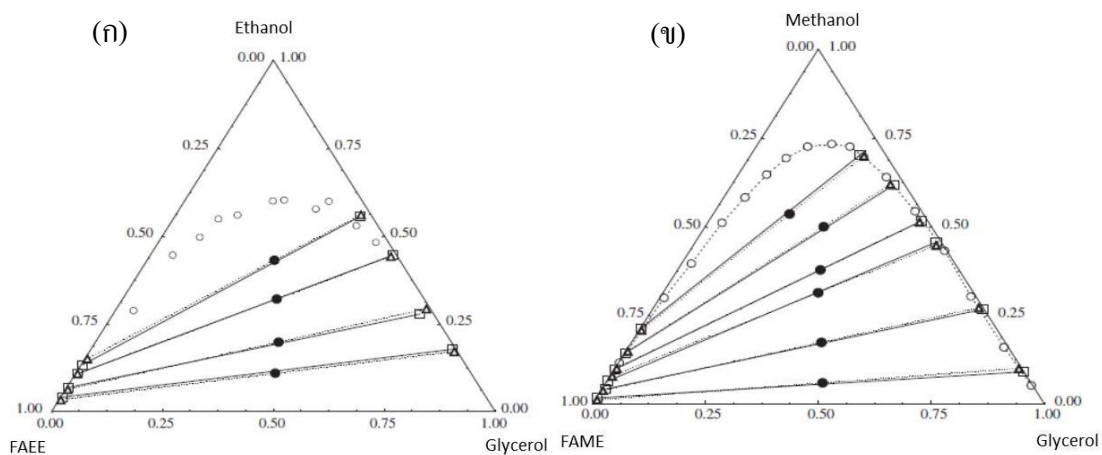 (ก)
Ethanol
0.00 1.00
0.25 0.75
0.50 0.50
0.75 0.25
1.00 0.00
0.00 0.25 0.50 0.75 1.00
FAEE Glycerol
(ข)
Methanol
0.00 1.00
0.25 0.75
0.50 0.50
0.75 0.25
1.00 0.00
0.00 0.25 0.50 0.75 1.00
FAME Glycerol